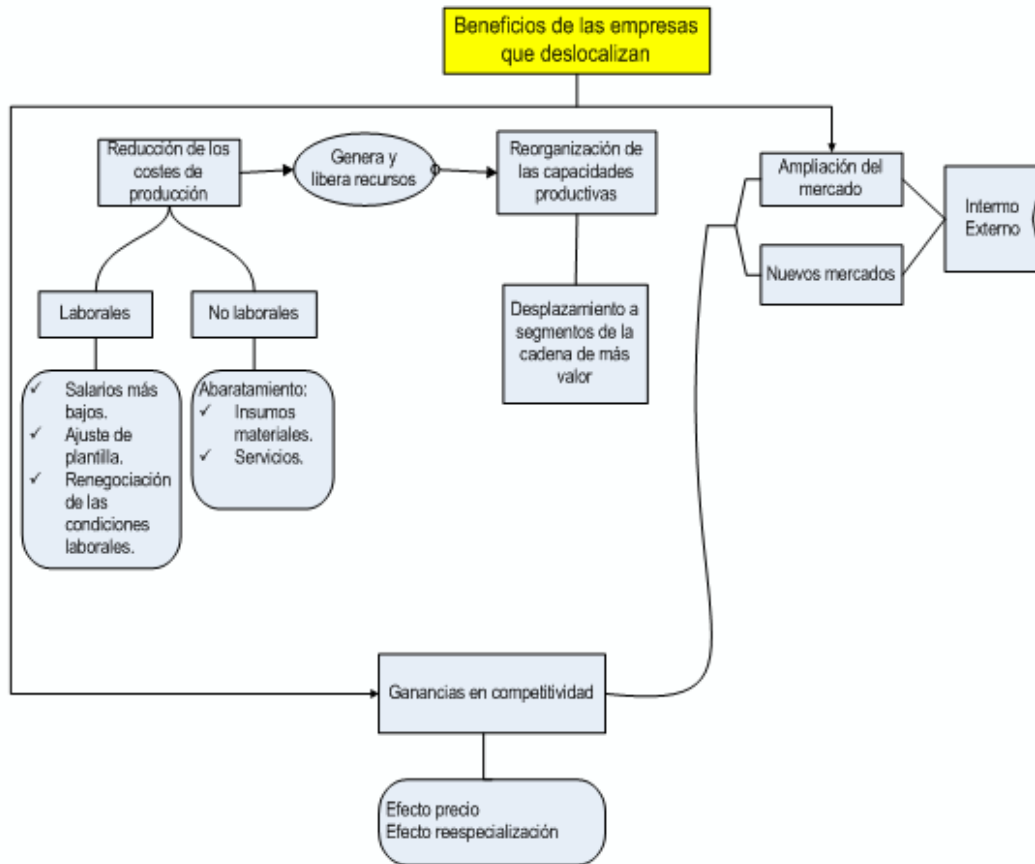 Beneficios de las empresas
que deslocalizan
Reducción de los
costes de
producción
Genera y
libera recursos
Reorganización de
las capacidades
productivas
Ampliación del
mercado
Intermo
Externo
Nuevos mercados
Laborales
No laborales
Desplazamiento a
segmentos de la
cadena de más
valor
✓ Salarios más
bajos.
✓ Ajuste de
plantilla.
✓ Renegociación
de las
condiciones
laborales.
Abaratamiento:
✓ Insumos
materiales.
✓ Servicios.
Ganancias en competitividad
Efecto precio
Efecto reespecialización